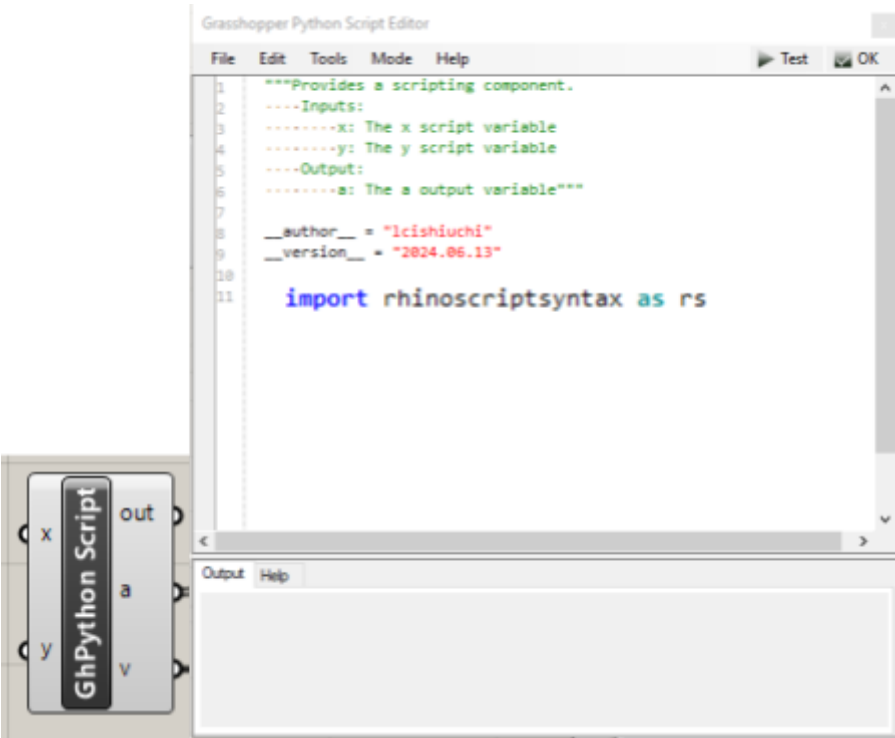 Grasshopper Python Script Editor
File Edit Tools Mode Help Test OK
1 """Provides a scripting component.
2 ----Inputs:
3 --------x: The x script variable
4 --------y: The y script variable
5 ----Output:
6 --------a: The a output variable"""
7
8 __author__ = "lcishiuchi"
9 __version__ = "2024.06.13"
10
11 import rhinoscriptsyntax as rs
x
y
GhPython Script
out
a
v
Output Help